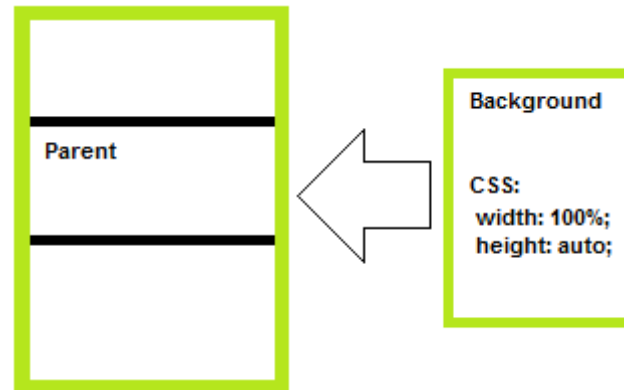 Parent
Background
CSS:
width: 100%;
height: auto;